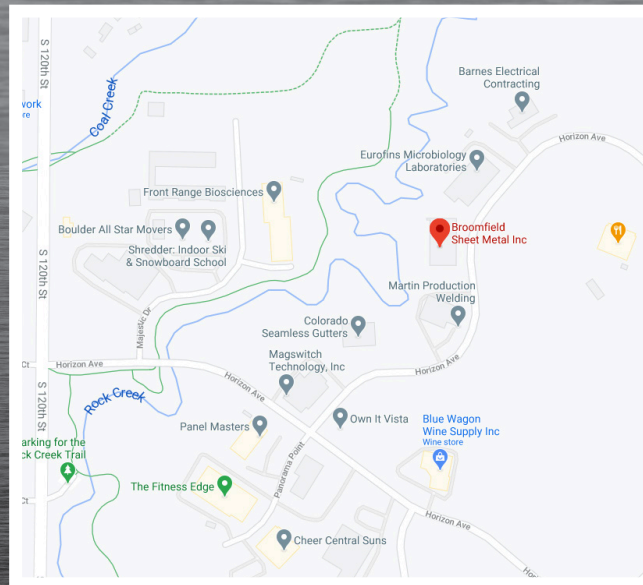 S 120th St
Coal Creek
work
re
Barnes Electrical
Contracting
Horizon Ave
Eurofins Microbiology
Laboratories
Front Range Biosciences
Boulder All Star Movers
Shredder: Indoor Ski
& Snowboard School
Broomfield
Sheet Metal Inc
S 120th St
Martin Production
Welding
Majestic Dr
Colorado
Seamless Gutters
Ct
Horizon Ave
Magswitch
Technology, Inc
Horizon Ave
Horizon Ave
Rock Creek
S 120th St
Panel Masters
Own It Vista
Blue Wagon
Wine Supply Inc
Wine store
arking for the
ck Creek Trail
Panorama Point
The Fitness Edge
Ct
Horizon Ave
Cheer Central Suns